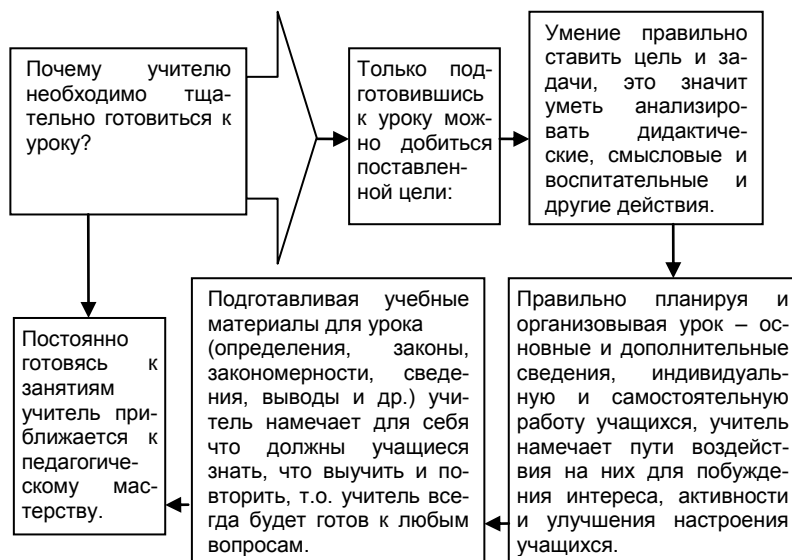 Почему учителю
необходимо тща-
тельно готовиться к
уроку?
Только под-
готовившись
к уроку мож-
но добиться
поставлен-
ной цели:
Умение правильно
ставить цель и за-
дачи, это значит
уметь анализиро-
вать дидактиче-
ские, смысловые и
воспитательные и
другие действия.
Правильно планируя и
организовывая урок – ос-
новные и дополнительные
сведения, индивидуаль-
ную и самостоятельную
работу учащихся, учитель
намечает пути воздейст-
вия на них для побужде-
ния интереса, активности
и улучшения настроения
учащихся.
Подготавливая учебные
материалы для урока
(определения, законы,
закономерности, сведе-
ния, выводы и др.) учи-
тель намечает для себя
что должны учащиеся
знать, что выучить и по-
вторить, т.о. учитель все-
гда будет готов к любым
вопросам.
Постоянно
готовясь к
занятиям
учитель при-
ближается к
педагогиче-
скому мас-
терству.